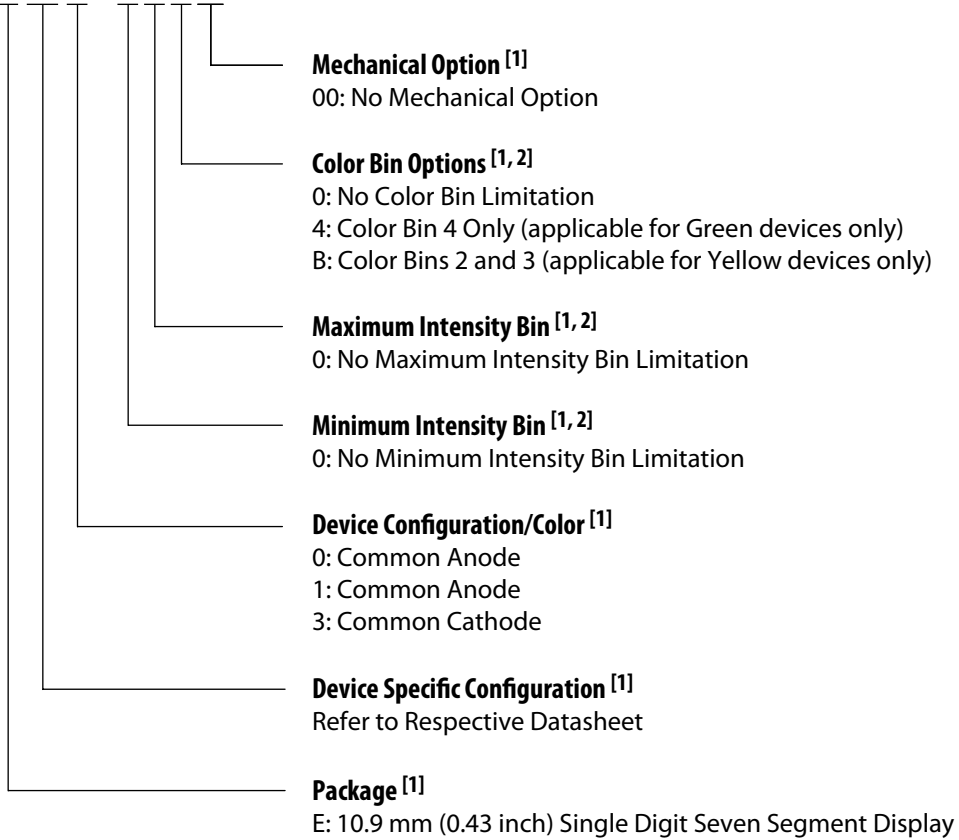 Mechanical Option [1]
00: No Mechanical Option
Color Bin Options [1, 2]
0: No Color Bin Limitation
4: Color Bin 4 Only (applicable for Green devices only)
B: Color Bins 2 and 3 (applicable for Yellow devices only)
Maximum Intensity Bin [1, 2]
0: No Maximum Intensity Bin Limitation
Minimum Intensity Bin [1, 2]
0: No Minimum Intensity Bin Limitation
Device Configuration/Color [1]
0: Common Anode
1: Common Anode
3: Common Cathode
Device Specific Configuration [1]
Refer to Respective Datasheet
Package [1]
E: 10.9 mm (0.43 inch) Single Digit Seven Segment Display